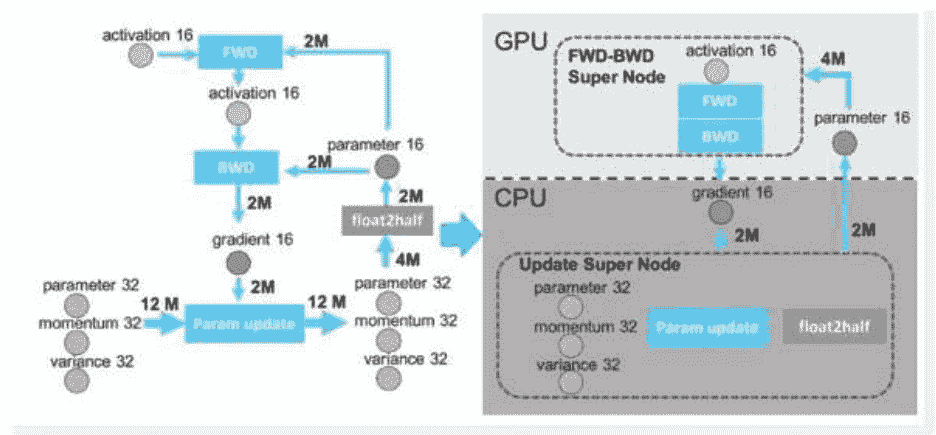 activation 16
FWD
2M
activation 16
parameter 16
BWD
2M
2M
2M
float2half
gradient 16
4M
parameter 32
2M
parameter 32
12 M
12 M
momentum 32
Param update
momentum 32
variance 32
variance 32
GPU
FWD-BWD
Super Node
activation 16
4M
FWD
BWD
parameter 16
CPU
gradient 16
2M
2M
Update Super Node
parameter 32
momentum 32
Param update
float2half
variance 32